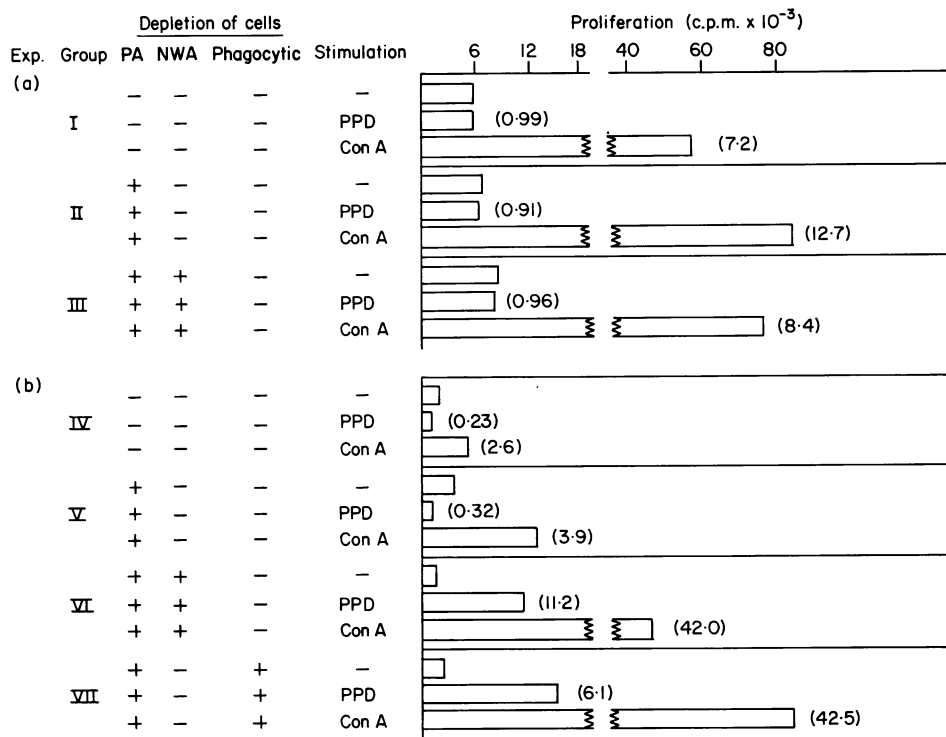 Depletion of cells Proliferation (c.p.m. x 10⁻³)
Exp. Group PA NWA Phagocytic Stimulation 6 12 18 40 60 80
(a)
− − − −
I − − − PPD (0·99)
− − − Con A (7·2)
+ − − −
II + − − PPD (0·91)
+ − − Con A (12·7)
+ + − −
III + + − PPD (0·96)
+ + − Con A (8·4)
(b)
− − − −
IV − − − PPD (0·23)
− − − Con A (2·6)
+ − − −
V + − − PPD (0·32)
+ − − Con A (3·9)
+ + − −
VI + + − PPD (11·2)
+ + − Con A (42·0)
+ − + −
VII + − + PPD (6·1)
+ − + Con A (42·5)